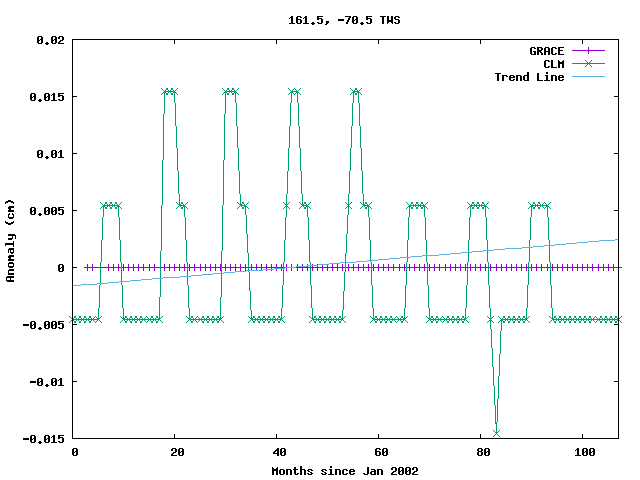 161.5, -70.5 TWS
GRACE
CLM
Trend Line
0.02
0.015
0.01
0.005
0
-0.005
-0.01
-0.015
Anomaly (cm)
0 20 40 60 80 100
Months since Jan 2002